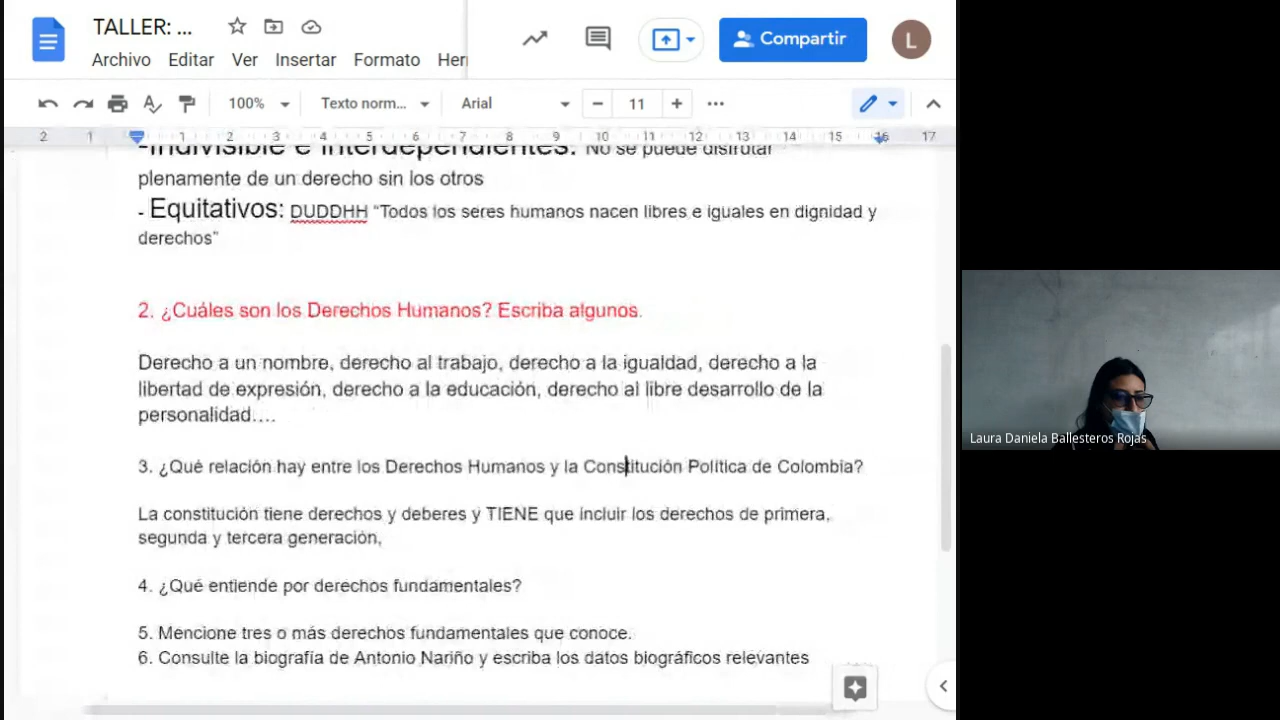 TALLER: ...
Archivo Editar Ver Insertar Formato Her
Compartir
L
100% Texto norm... Arial 11
2 1 1 2 3 4 5 6 7 8 9 10 11 12 13 14 15 16 17
-Indivisible e interdependientes: No se puede disfrutar
plenamente de un derecho sin los otros
- Equitativos: DUDDHH “Todos los seres humanos nacen libres e iguales en dignidad y
derechos”
2. ¿Cuáles son los Derechos Humanos? Escriba algunos.
Derecho a un nombre, derecho al trabajo, derecho a la igualdad, derecho a la
libertad de expresión, derecho a la educación, derecho al libre desarrollo de la
personalidad....
3. ¿Qué relación hay entre los Derechos Humanos y la Constitución Política de Colombia?
La constitución tiene derechos y deberes y TIENE que incluir los derechos de primera,
segunda y tercera generación,
4. ¿Qué entiende por derechos fundamentales?
5. Mencione tres o más derechos fundamentales que conoce.
6. Consulte la biografía de Antonio Nariño y escriba los datos biográficos relevantes
Laura Daniela Ballesteros Rojas